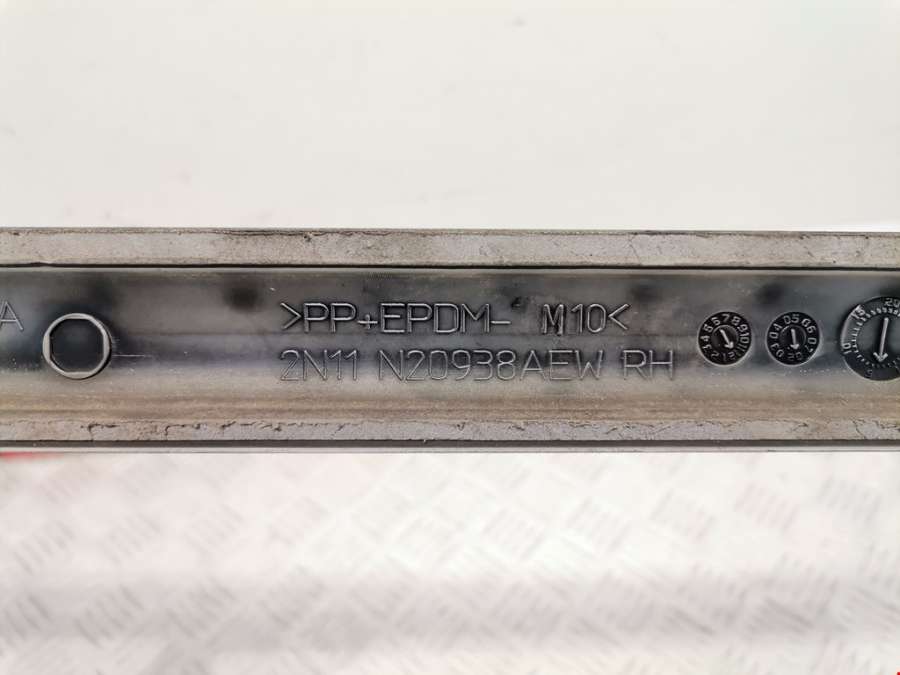 A
>PP+EPDM- M10<
2N11 N20938AEW RH